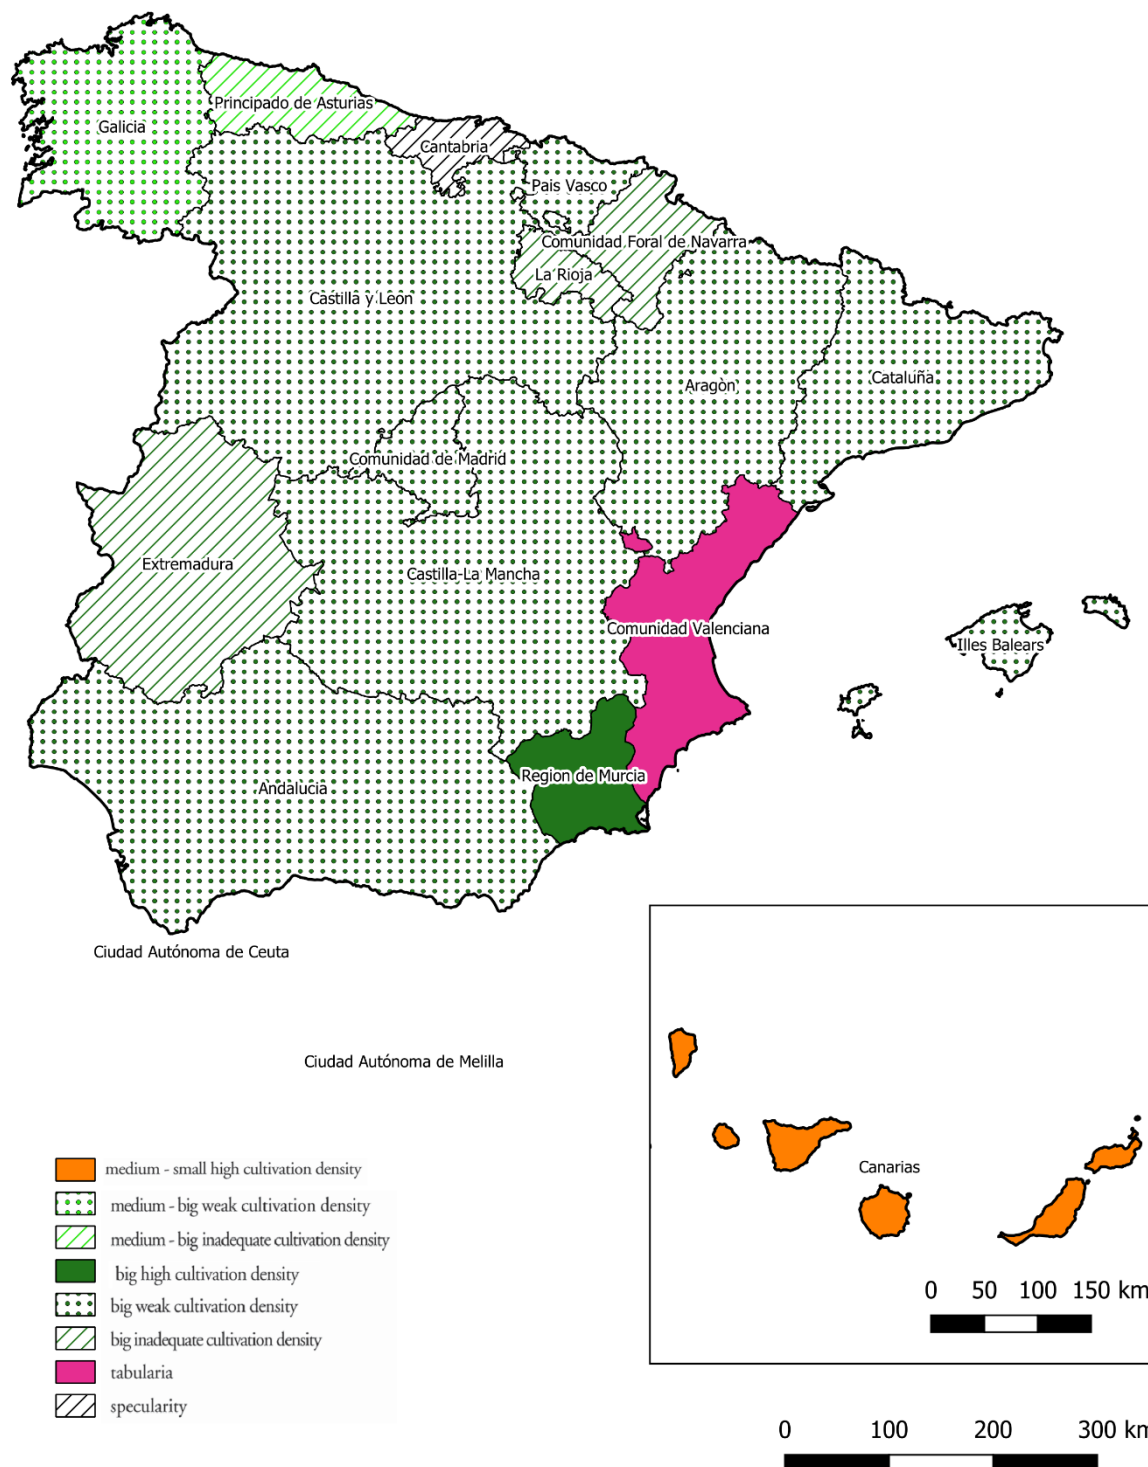 Principado de Asturias
Galicia
Cantabria
Pais Vasco
Comunidad Foral de Navarra
La Rioja
Castilla y Leon
Aragòn
Cataluña
Comunidad de Madrid
Extremadura
Castilla-La Mancha
Comunidad Valenciana
Illes Balears
Region de Murcia
Andalucia
Ciudad Autónoma de Ceuta
Ciudad Autónoma de Melilla
Canarias
0 50 100 150 km
medium - small high cultivation density
medium - big weak cultivation density
medium - big inadequate cultivation density
big high cultivation density
big weak cultivation density
big inadequate cultivation density
tabularia
specularity
0 100 200 300 km